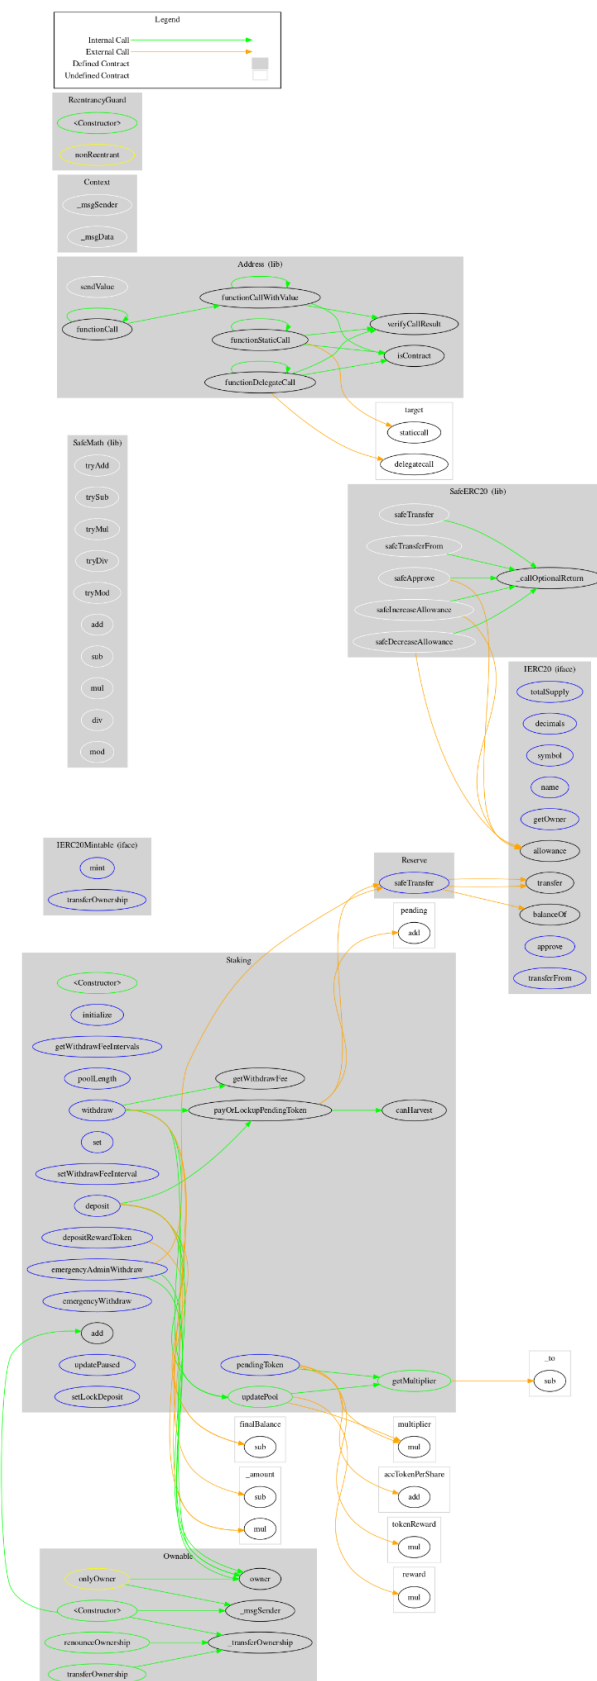 Legend
Internal Call
External Call
Defined Contract
Undefined Contract
ReentrancyGuard
<Constructor>
nonReentrant
Context
_msgSender
_msgData
Address (lib)
sendValue
functionCall
functionCallWithValue
functionStaticCall
functionDelegateCall
verifyCallResult
isContract
target
staticcall
delegatecall
SafeMath (lib)
tryAdd
trySub
tryMul
tryDiv
tryMod
add
sub
mul
div
mod
SafeERC20 (lib)
safeTransfer
safeTransferFrom
safeApprove
safeIncreaseAllowance
safeDecreaseAllowance
_callOptionalReturn
IERC20 (iface)
totalSupply
decimals
symbol
name
getOwner
allowance
transfer
balanceOf
approve
transferFrom
IERC20Mintable (iface)
mint
transferOwnership
Reserve
safeTransfer
pending
add
Staking
<Constructor>
initialize
getWithdrawFeeIntervals
poolLength
withdraw
set
setWithdrawFeeInterval
deposit
depositRewardToken
emergencyAdminWithdraw
emergencyWithdraw
add
updatePaused
setLockDeposit
getWithdrawFee
payOrLockupPendingToken
canHarvest
pendingToken
updatePool
getMultiplier
_to
sub
finalBalance
sub
_amount
sub
mul
multiplier
mul
accTokenPerShare
add
tokenReward
mul
reward
mul
Ownable
onlyOwner
<Constructor>
renounceOwnership
transferOwnership
owner
_msgSender
_transferOwnership